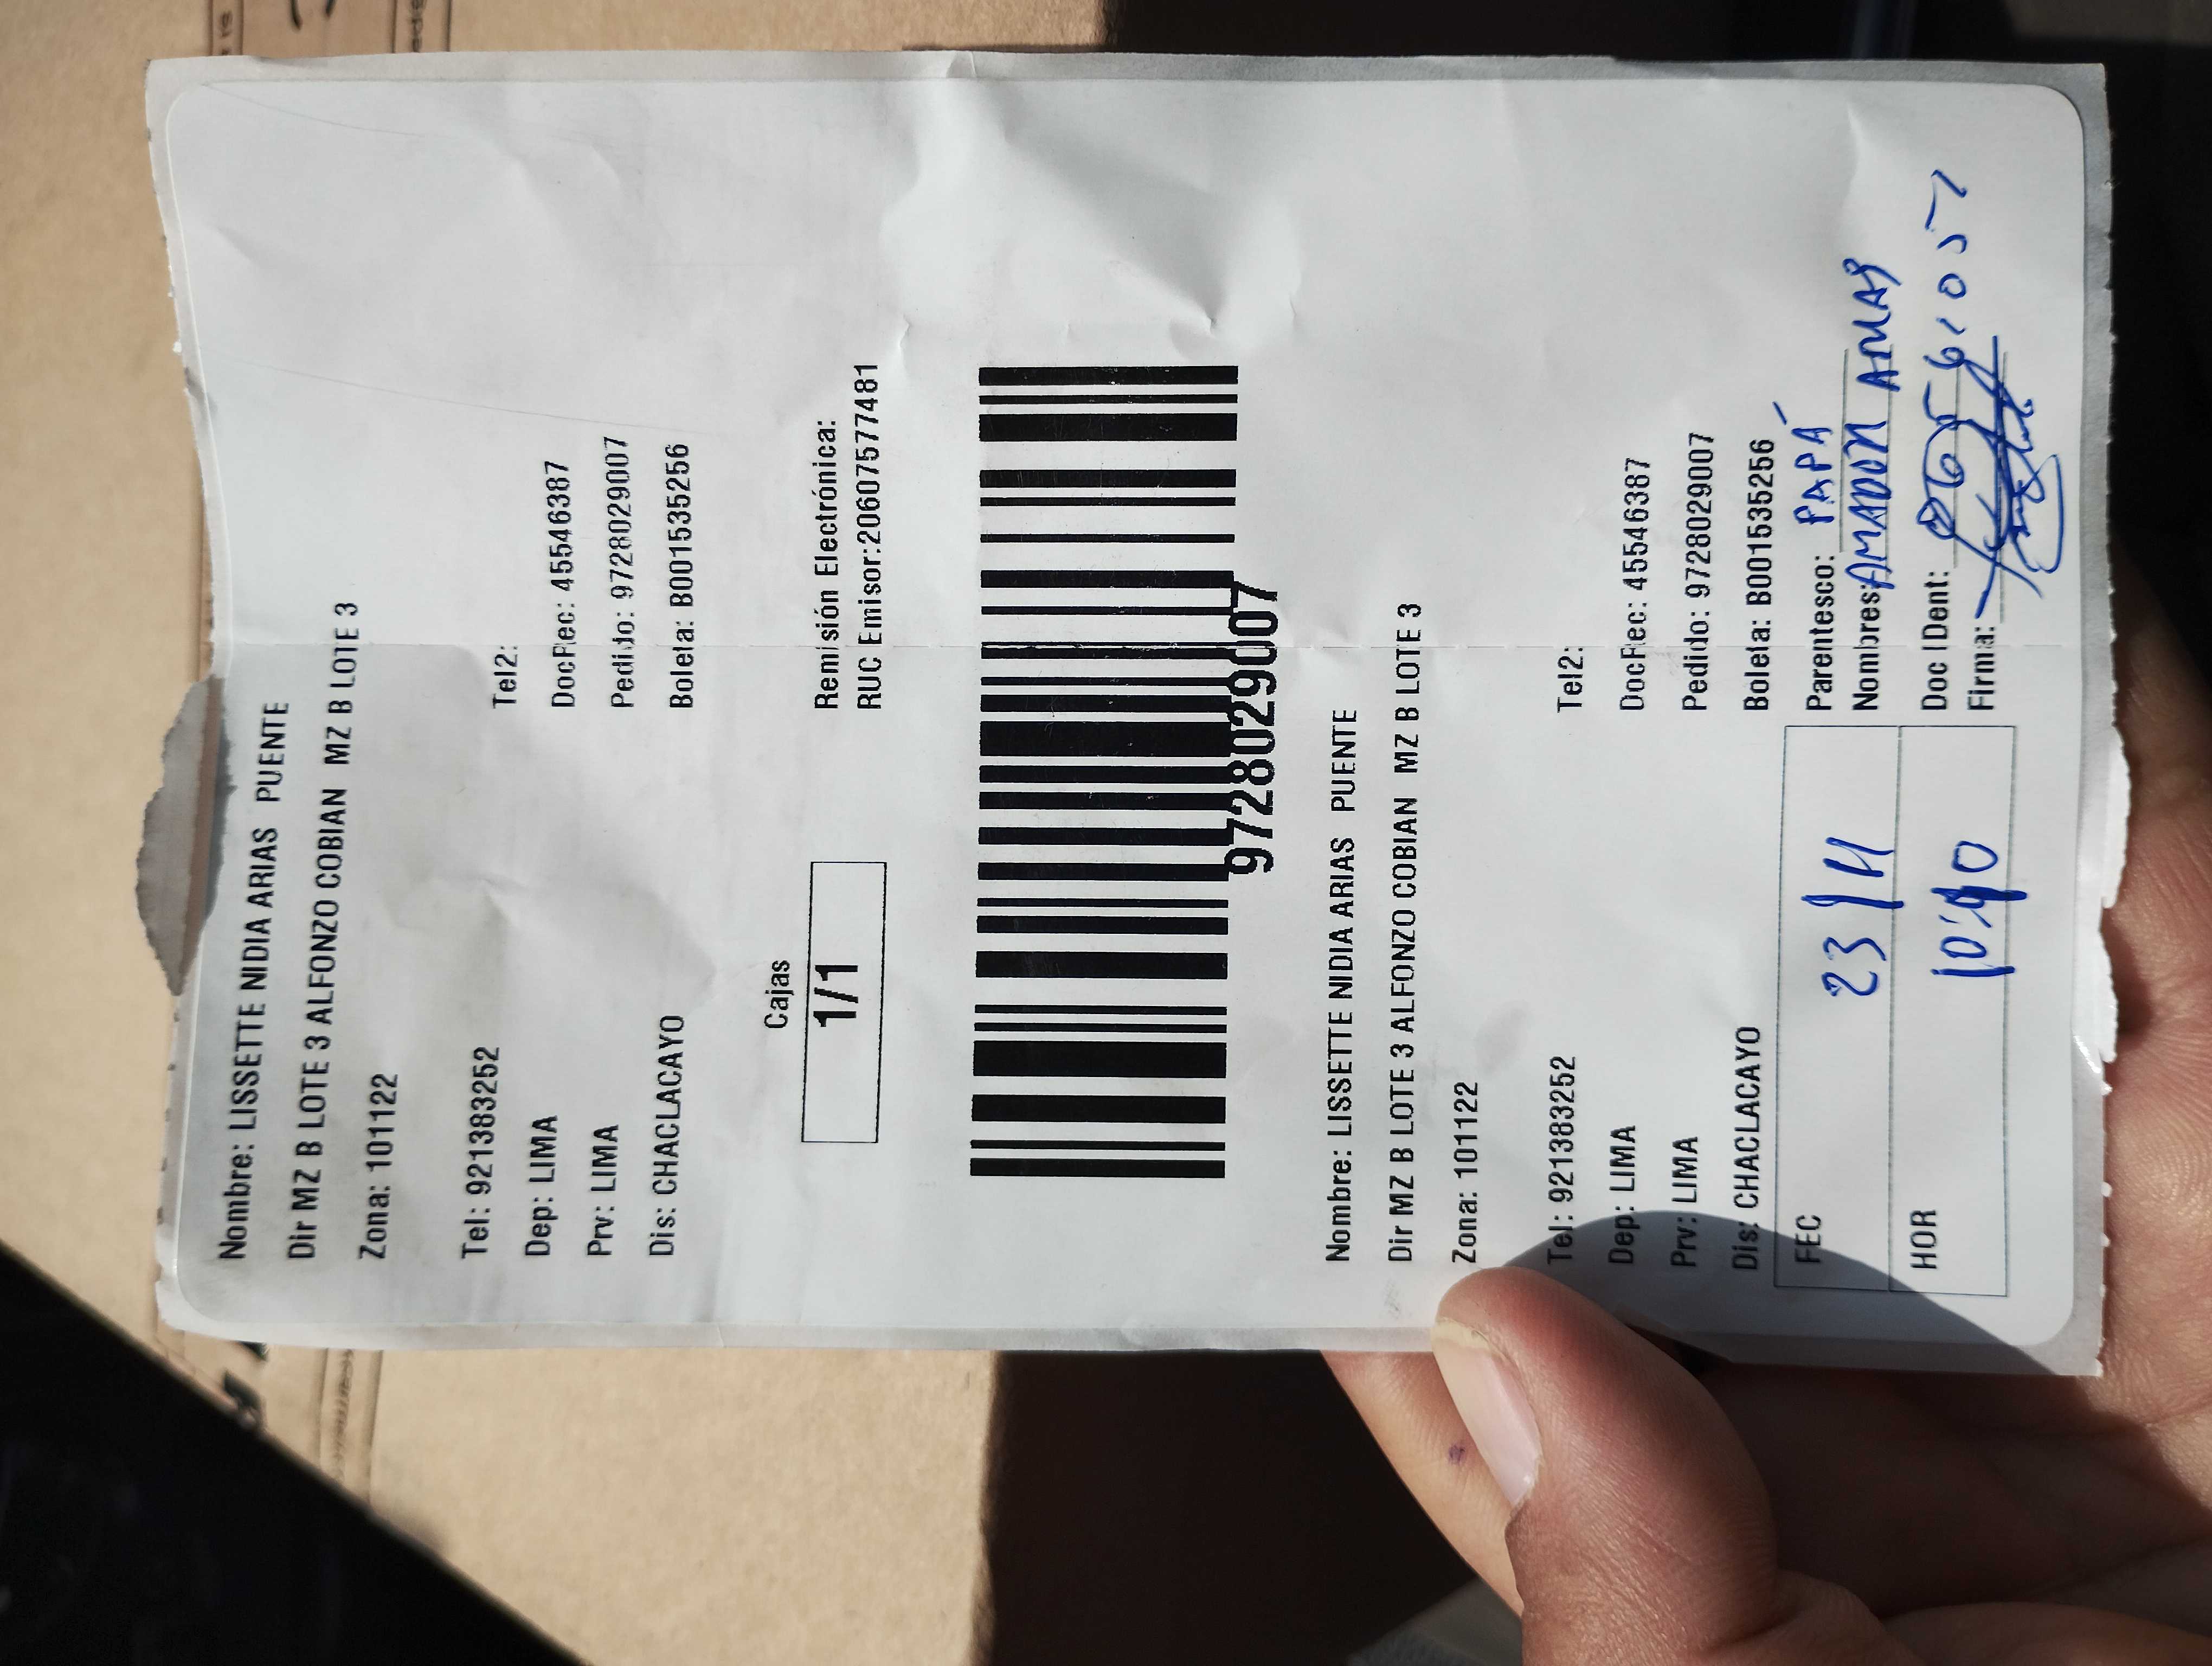 Nombre: LISSETTE NIDIA ARIAS PUENTE
Dir MZ B LOTE 3 ALFONZO COBIAN MZ B LOTE 3
Zona: 101122
Tel: 921383252 Tel2:
Dep: LIMA DocRec: 45546387
Prv: LIMA Pedido: 9728029007
Dis: CHACLACAYO Boleta: B001535256
Cajas
1/1
Remisión Electrónica:
RUC Emisor:20607577481
9728029007
Nombre: LISSETTE NIDIA ARIAS PUENTE
Dir MZ B LOTE 3 ALFONZO COBIAN MZ B LOTE 3
Zona: 101122
Tel: 921383252 Tel2:
Dep: LIMA DocRec: 45546387
Prv: LIMA Pedido: 9728029007
Dis: CHACLACAYO Boleta: B001535256
FEC 23/11 Parentesco: PAPÁ
Nombres: AMADOR ARIAS
HOR 10:40 Doc IDent:
Firma: